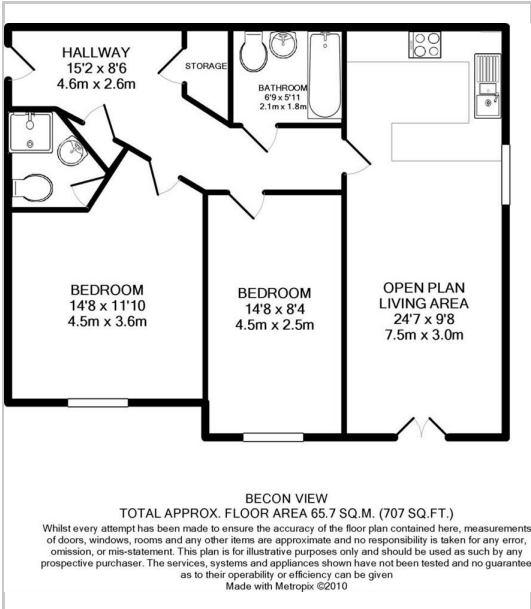 HALLWAY
15'2 x 8'6
4.6m x 2.6m
STORAGE
BATHROOM
6'9 x 5'11
2.1m x 1.8m
BEDROOM
14'8 x 11'10
4.5m x 3.6m
BEDROOM
14'8 x 8'4
4.5m x 2.5m
OPEN PLAN
LIVING AREA
24'7 x 9'8
7.5m x 3.0m
BECON VIEW
TOTAL APPROX. FLOOR AREA 65.7 SQ.M. (707 SQ.FT.)
Whilst every attempt has been made to ensure the accuracy of the floor plan contained here, measurements
of doors, windows, rooms and any other items are approximate and no responsibility is taken for any error,
omission, or mis-statement. This plan is for illustrative purposes only and should be used as such by any
prospective purchaser. The services, systems and appliances shown have not been tested and no guarantee
as to their operability or efficiency can be given
Made with Metropix ©2010